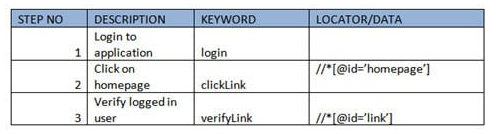 STEP NO DESCRIPTION KEYWORD LOCATOR/DATA
Login to
1 application login
Click on //*[@id='homepage']
2 homepage clickLink
Verify logged in
3 user verifyLink //*[@id='link']